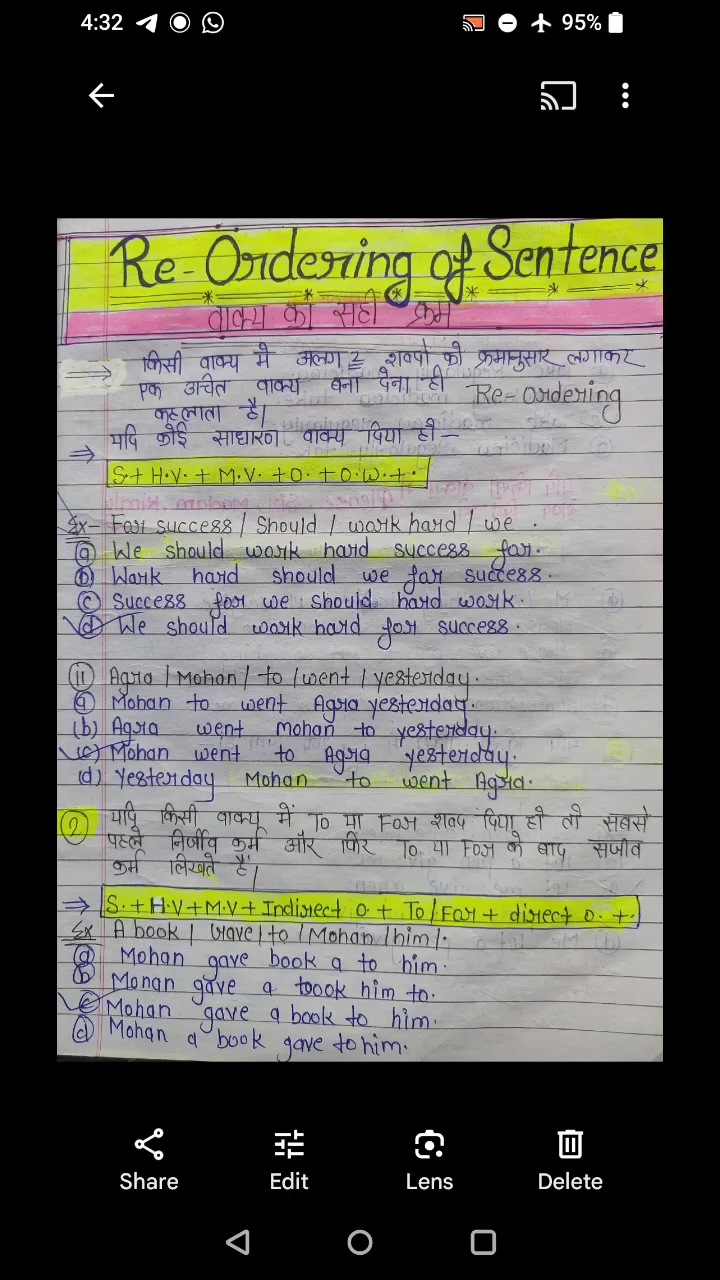 4:32 95%
Re-Ordering of Sentence
वाक्य का सही क्रम
⇒ किसी वाक्य में अलग २ शब्दों को क्रमानुसार लगाकर
एक उचित वाक्य बना देना ही Re-Ordering
कहलाता है।
⇒ यदि कोई साधारण वाक्य दिया हो -
S.+ H.V. + M.V. + O. + O.W. + .
Ex- For success / Should / work hard / we .
(a) We should work hard success for.
(b) Work hard should we for success.
(c) Success for we should hard work.
(d) We should work hard for success.
(ii) Agra / Mohan / to / went / yesterday.
(a) Mohan to went Agra yesterday.
(b) Agra went Mohan to yesterday.
(c) Mohan went to Agra yesterday.
(d) Yesterday Mohan to went Agra.
(2) यदि किसी वाक्य में To या For शब्द दिया हो तो सबसे
पहले निर्जीव कर्म और फिर To या For के बाद सजीव
कर्म लिखते हैं।
⇒ S.+H.V+M.V+Indirect O + To/For + direct O. + .
Ex A book / Gave / to / Mohan / him / .
(a) Mohan gave book a to him.
(b) Mohan gave a book him to.
(c) Mohan gave a book to him.
(d) Mohan a book gave to him.
Share Edit Lens Delete